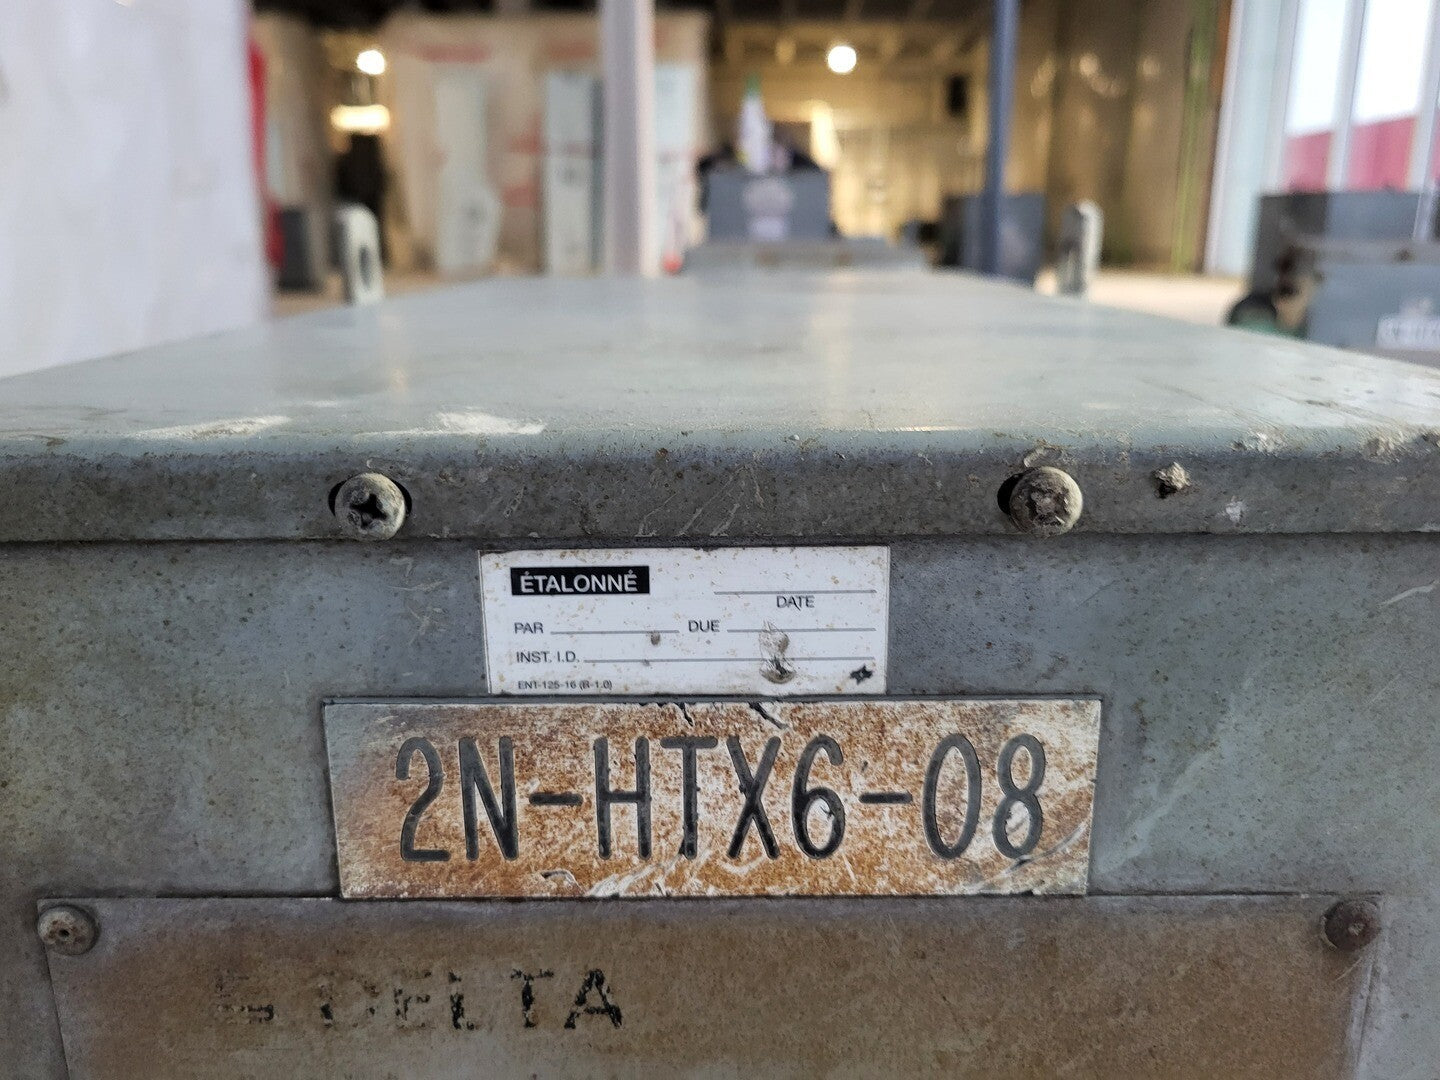 ÉTALONNÉ
DATE
PAR DUE
INST. I.D.
ENT-125-16 (R-1.0)
2N-HTX6-08
DELTA